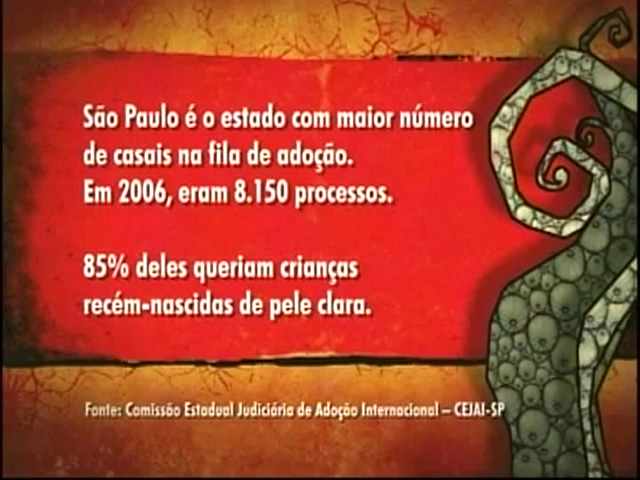 São Paulo é o estado com maior número
de casais na fila de adoção.
Em 2006, eram 8.150 processos.
85% deles queriam crianças
recém-nascidas de pele clara.
Fonte: Comissão Estadual Judiciária de Adoção Internacional – CEJAI-SP